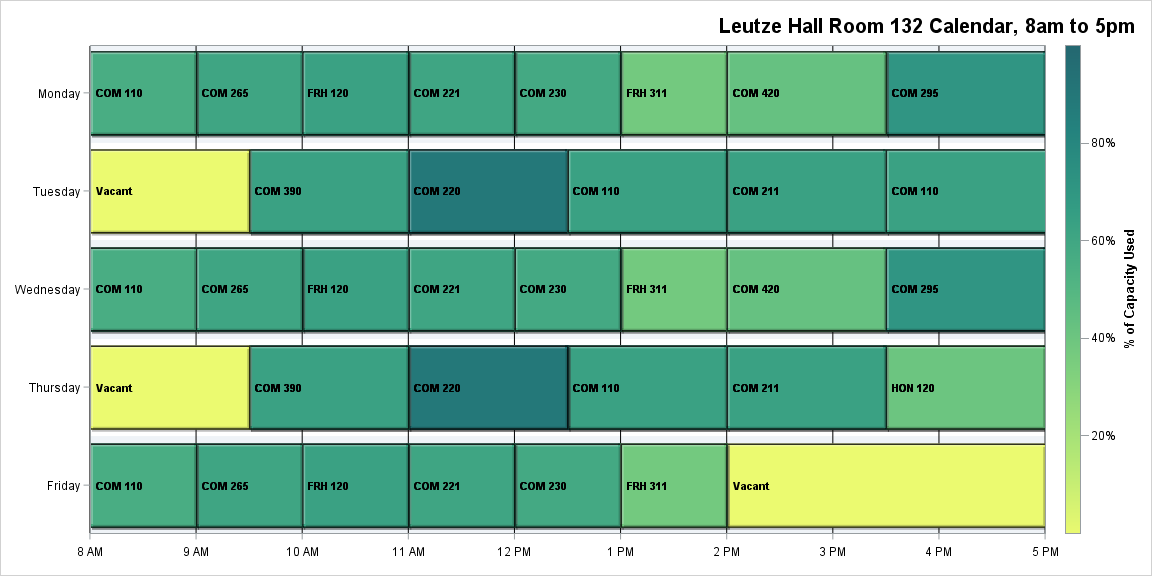 Leutze Hall Room 132 Calendar, 8am to 5pm
Monday
COM 110
COM 265
FRH 120
COM 221
COM 230
FRH 311
COM 420
COM 295
Tuesday
Vacant
COM 390
COM 220
COM 110
COM 211
COM 110
Wednesday
COM 110
COM 265
FRH 120
COM 221
COM 230
FRH 311
COM 420
COM 295
Thursday
Vacant
COM 390
COM 220
COM 110
COM 211
HON 120
Friday
COM 110
COM 265
FRH 120
COM 221
COM 230
FRH 311
Vacant
8 AM
9 AM
10 AM
11 AM
12 PM
1 PM
2 PM
3 PM
4 PM
5 PM
80%
60%
40%
20%
% of Capacity Used